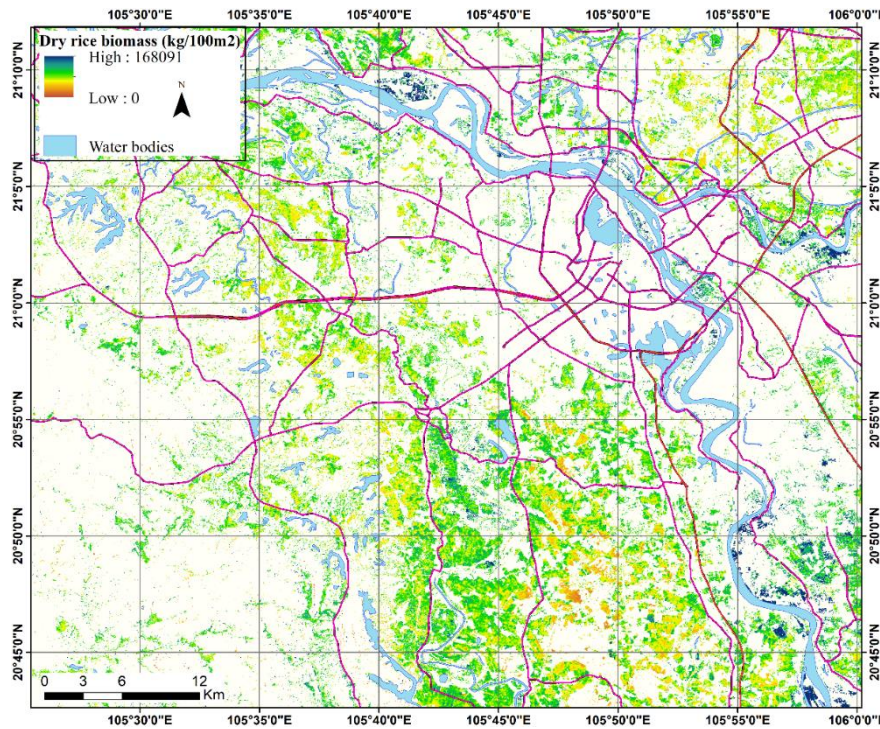 105°30'0"E 105°35'0"E 105°40'0"E 105°45'0"E 105°50'0"E 105°55'0"E 106°0'0"E
Dry rice biomass (kg/100m2)
High : 168091
N
Low : 0
Water bodies
21°10'0"N 21°10'0"N
21°5'0"N 21°5'0"N
21°0'0"N 21°0'0"N
20°55'0"N 20°55'0"N
20°50'0"N 20°50'0"N
20°45'0"N 20°45'0"N
0 3 6 12
Km
105°30'0"E 105°35'0"E 105°40'0"E 105°45'0"E 105°50'0"E 105°55'0"E 106°0'0"E